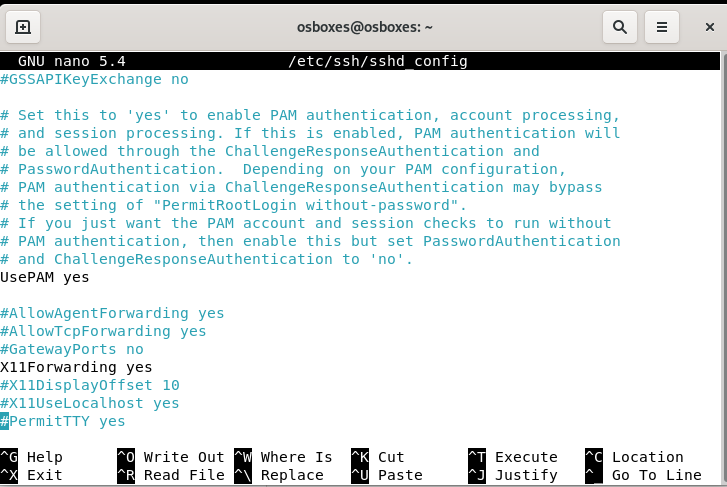 osboxes@osboxes: ~
GNU nano 5.4 /etc/ssh/sshd_config
#GSSAPIKeyExchange no
# Set this to 'yes' to enable PAM authentication, account processing,
# and session processing. If this is enabled, PAM authentication will
# be allowed through the ChallengeResponseAuthentication and
# PasswordAuthentication.  Depending on your PAM configuration,
# PAM authentication via ChallengeResponseAuthentication may bypass
# the setting of "PermitRootLogin without-password".
# If you just want the PAM account and session checks to run without
# PAM authentication, then enable this but set PasswordAuthentication
# and ChallengeResponseAuthentication to 'no'.
UsePAM yes
#AllowAgentForwarding yes
#AllowTcpForwarding yes
#GatewayPorts no
X11Forwarding yes
#X11DisplayOffset 10
#X11UseLocalhost yes
#PermitTTY yes
^G Help ^O Write Out ^W Where Is ^K Cut ^T Execute ^C Location
^X Exit ^R Read File ^\ Replace ^U Paste ^J Justify ^_ Go To Line